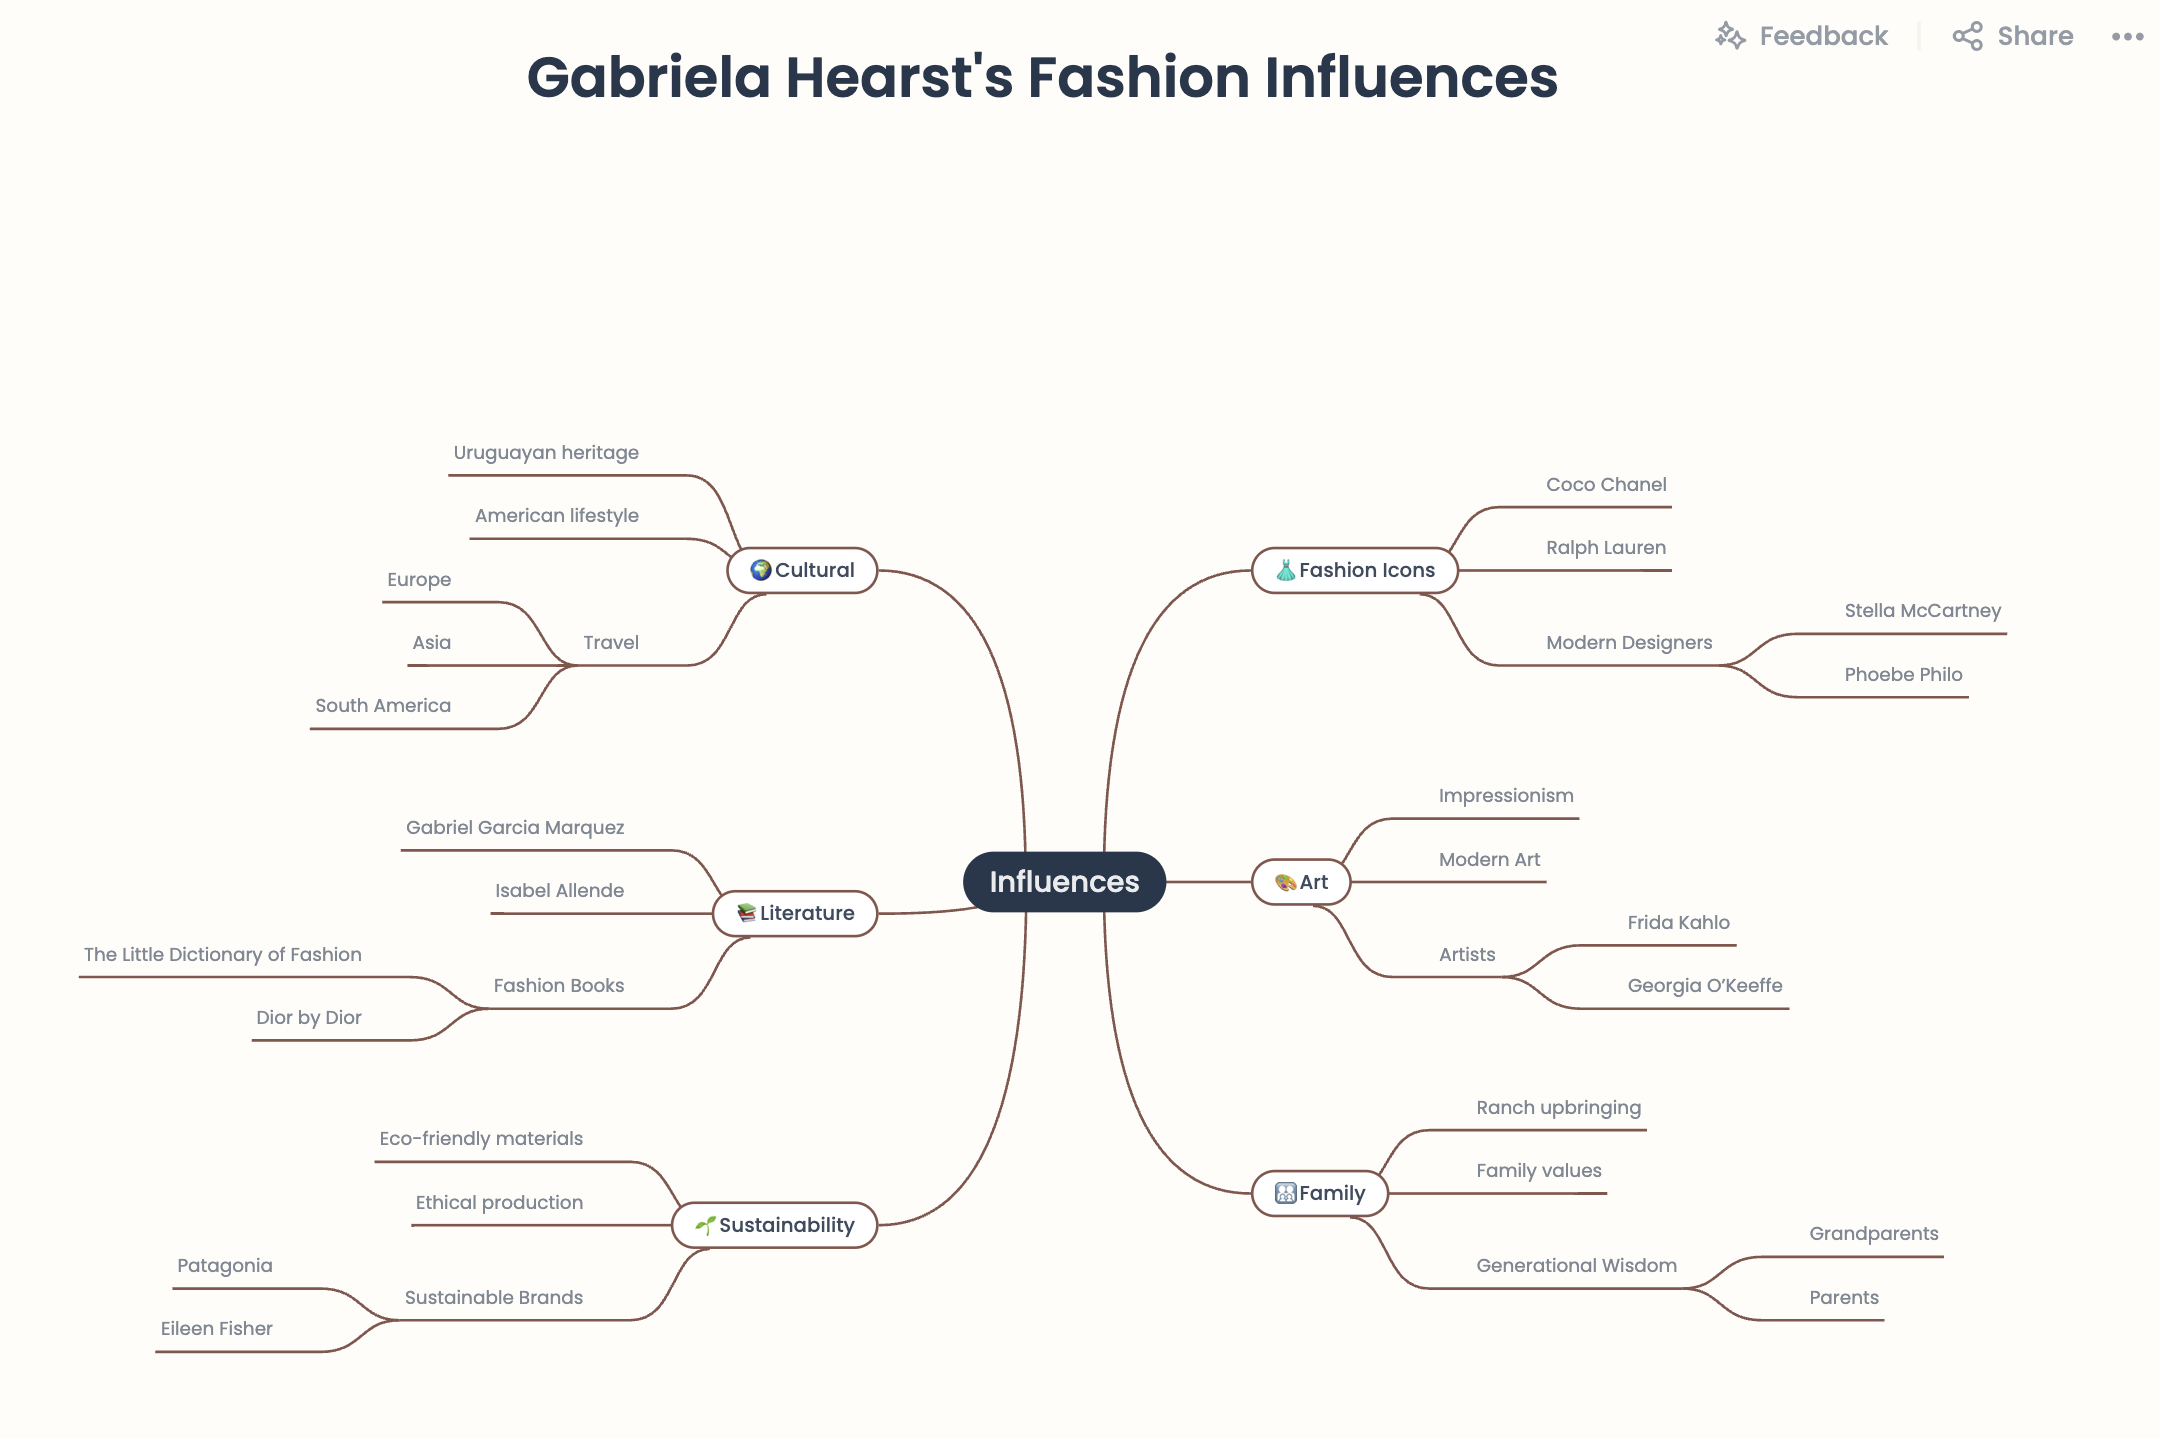 Feedback
Share
Gabriela Hearst's Fashion Influences
Uruguayan heritage
American lifestyle
Europe
Asia
South America
Travel
Cultural
Gabriel Garcia Marquez
Isabel Allende
The Little Dictionary of Fashion
Dior by Dior
Fashion Books
Literature
Eco-friendly materials
Ethical production
Patagonia
Eileen Fisher
Sustainable Brands
Sustainability
Influences
Coco Chanel
Ralph Lauren
Fashion Icons
Modern Designers
Stella McCartney
Phoebe Philo
Impressionism
Modern Art
Art
Artists
Frida Kahlo
Georgia O’Keeffe
Ranch upbringing
Family values
Family
Generational Wisdom
Grandparents
Parents